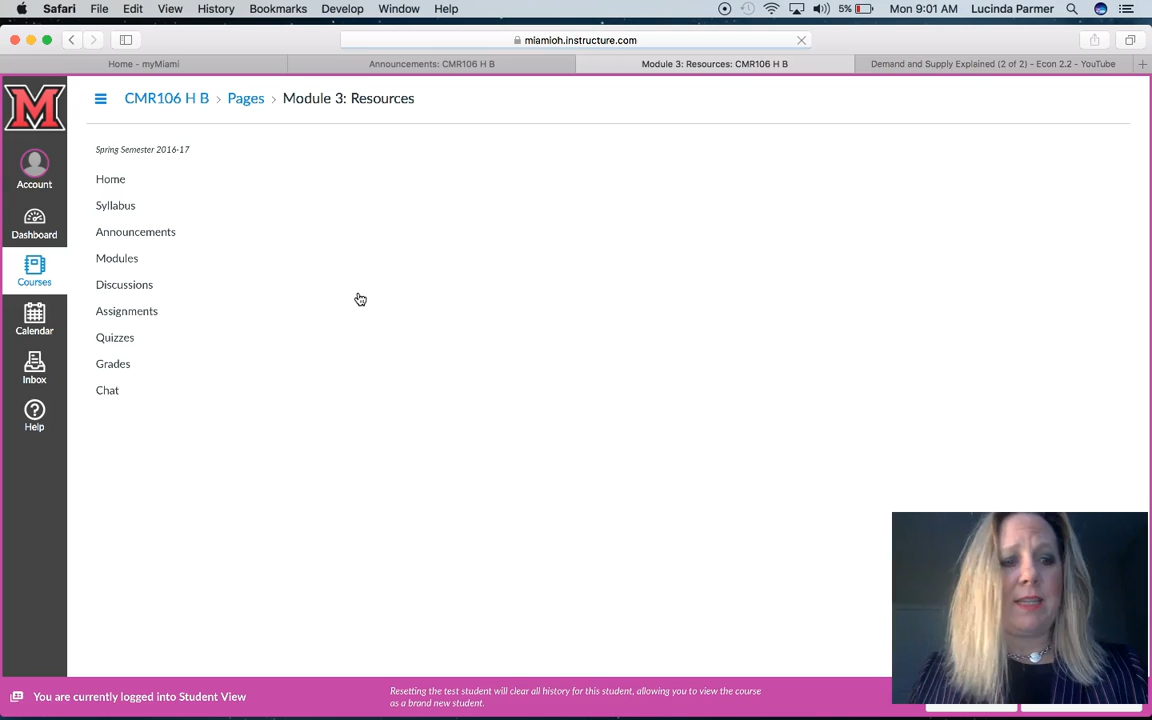 Safari File Edit View History Bookmarks Develop Window Help 5% Mon 9:01 AM Lucinda Parmer
miamioh.instructure.com
Home - myMiami Announcements: CMR106 H B Module 3: Resources: CMR106 H B Demand and Supply Explained (2 of 2) - Econ 2.2 - YouTube
M
CMR106 H B > Pages > Module 3: Resources
Spring Semester 2016-17
Home
Syllabus
Announcements
Modules
Discussions
Assignments
Quizzes
Grades
Chat
Account
Dashboard
Courses
Calendar
Inbox
Help
You are currently logged into Student View
Resetting the test student will clear all history for this student, allowing you to view the course
as a brand new student.